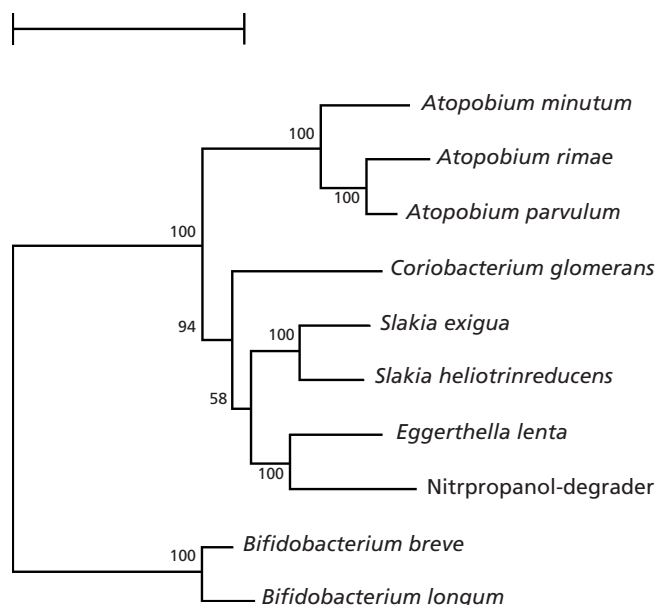 Atopobium minutum
100
Atopobium rimae
100
Atopobium parvulum
100
Coriobacterium glomerans
94
Slakia exigua
100
Slakia heliotrinreducens
58
Eggerthella lenta
100
Nitrpropanol-degrader
Bifidobacterium breve
100
Bifidobacterium longum